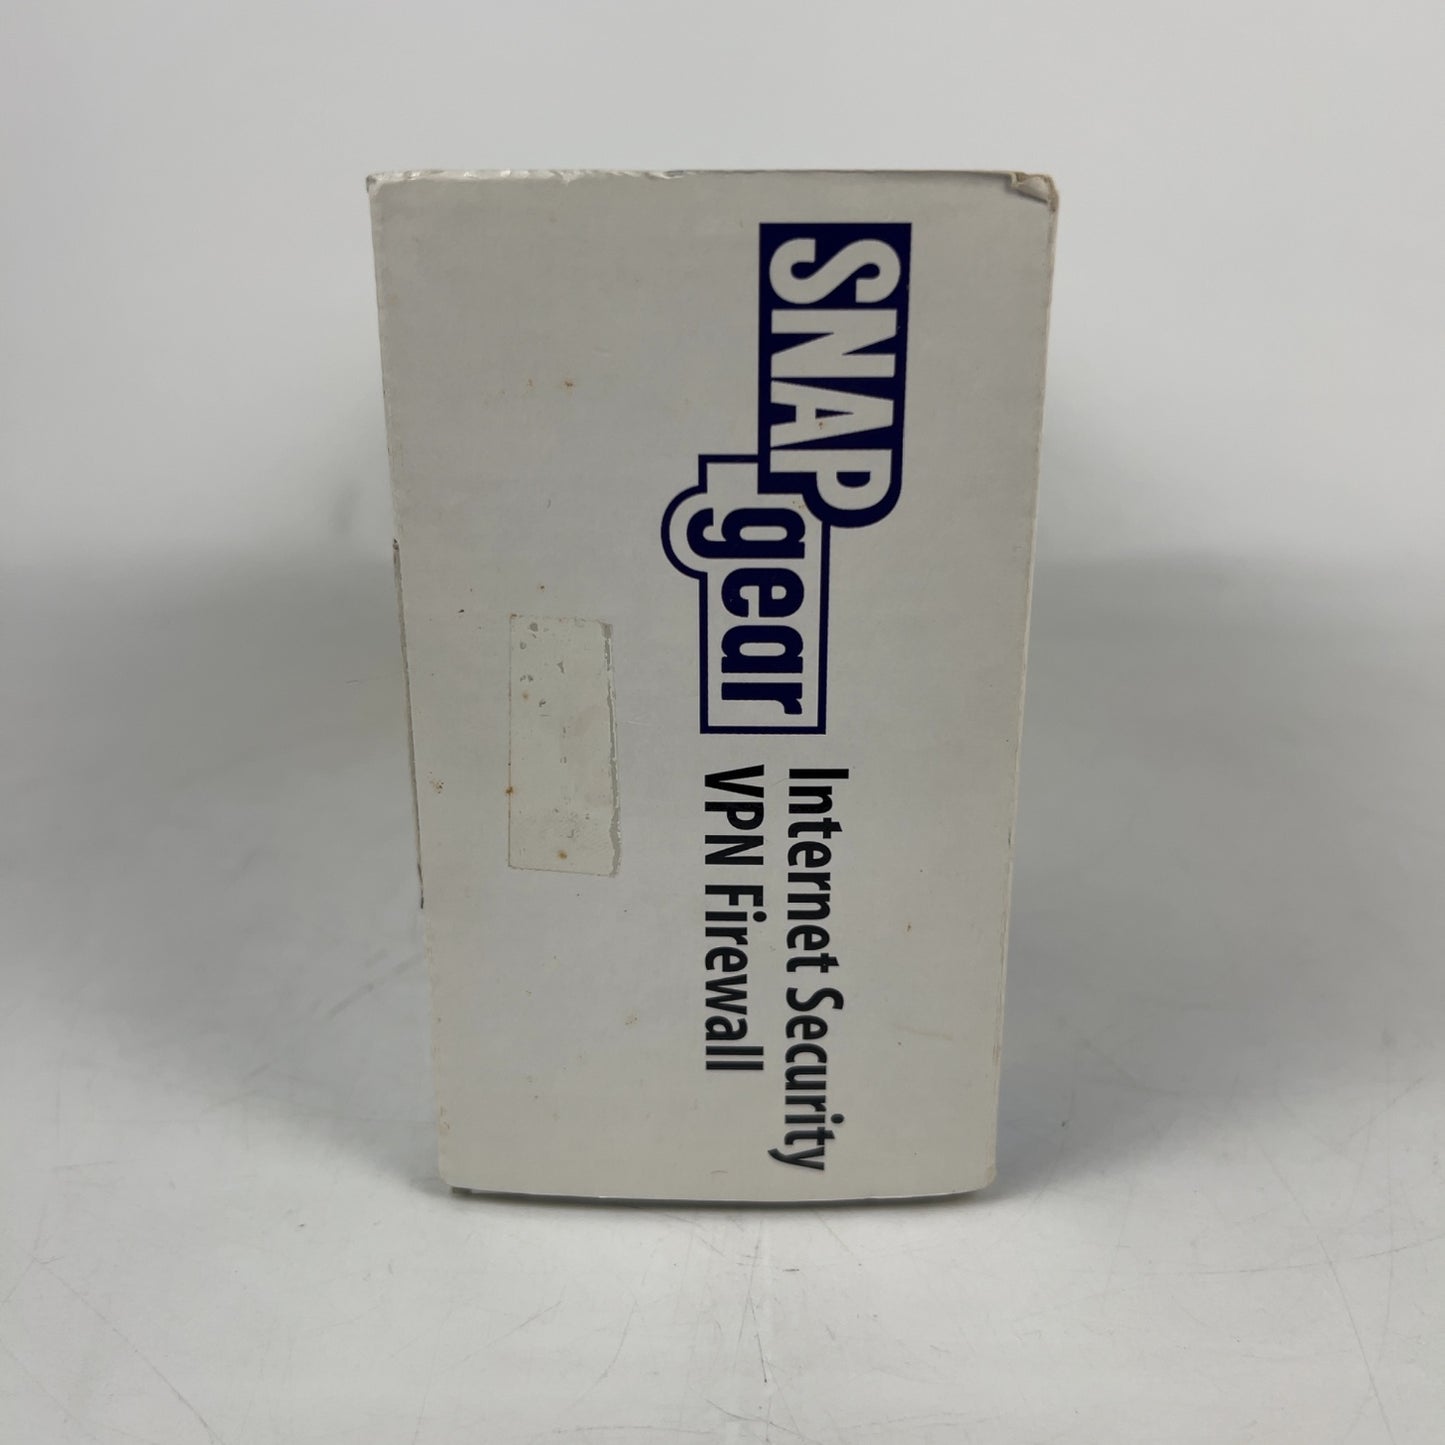 SNAP
gear
Internet Security
VPN Firewall